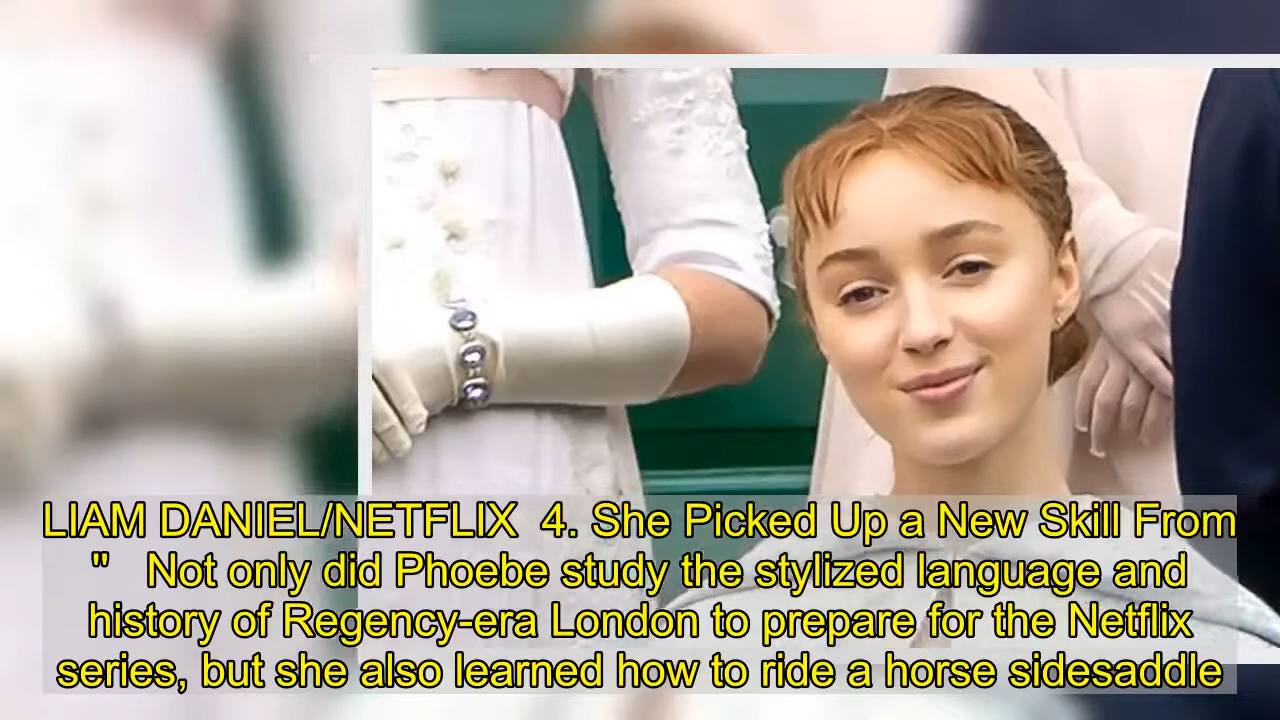 LIAM DANIEL/NETFLIX  4. She Picked Up a New Skill From
"   Not only did Phoebe study the stylized language and
history of Regency-era London to prepare for the Netflix
series, but she also learned how to ride a horse sidesaddle